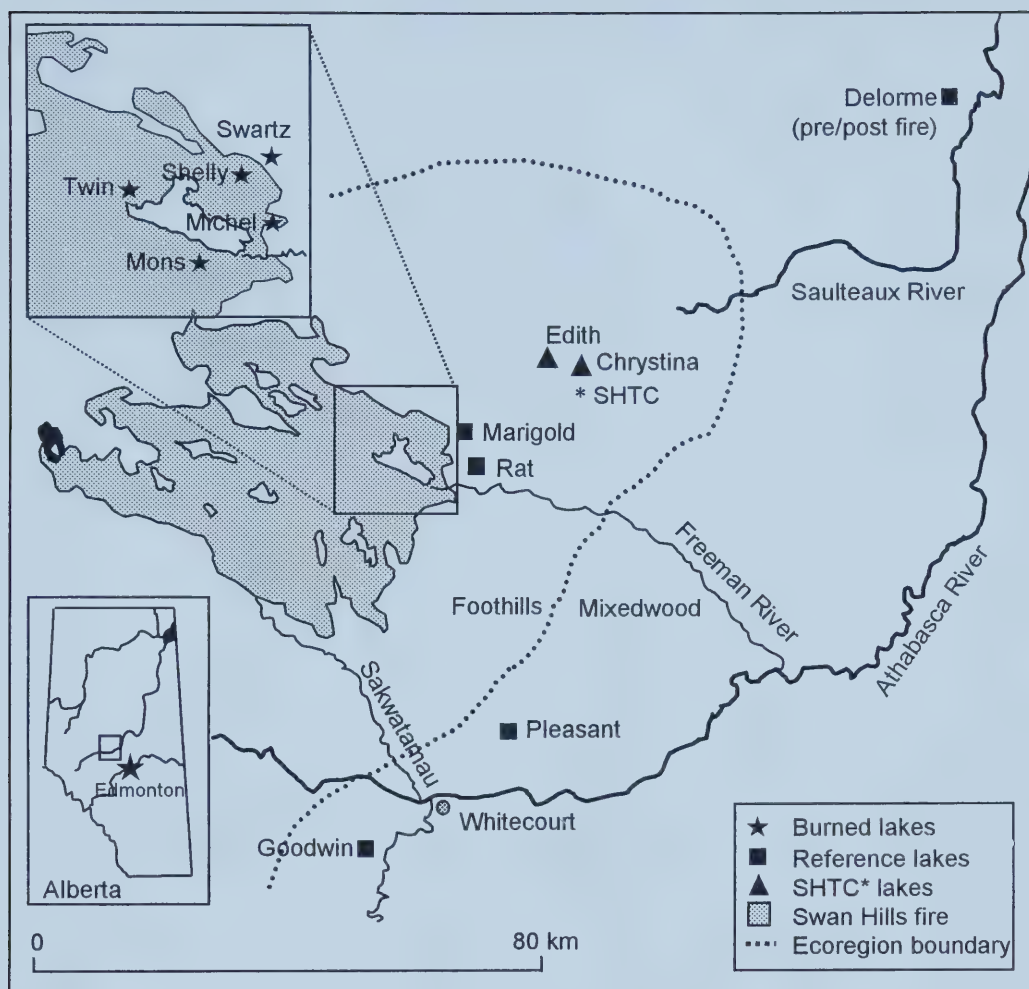 Swartz
Shelly
Twin
Michel
Mons
Delorme
(pre/post fire)
Saulteaux River
Edith
Chrystina
* SHTC
Marigold
Rat
Freeman River
Foothills
Mixedwood
Athabasca River
Sakwatamau
Pleasant
Whitecourt
Goodwin
Edmonton
Alberta
Burned lakes
Reference lakes
SHTC* lakes
Swan Hills fire
Ecoregion boundary
0 80 km